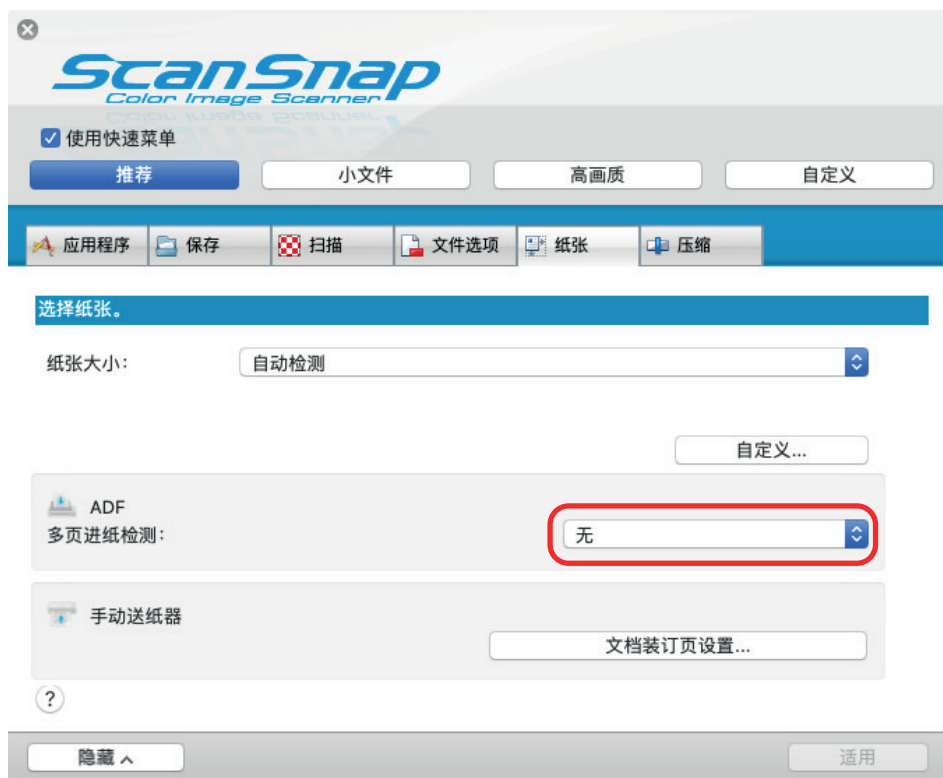 ScanSnap
Color Image Scanner
使用快速菜单
推荐 小文件 高画质 自定义
应用程序 保存 扫描 文件选项 纸张 压缩
选择纸张。
纸张大小： 自动检测
自定义...
ADF
多页进纸检测： 无
手动送纸器
文档装订页设置...
?
隐藏 适用